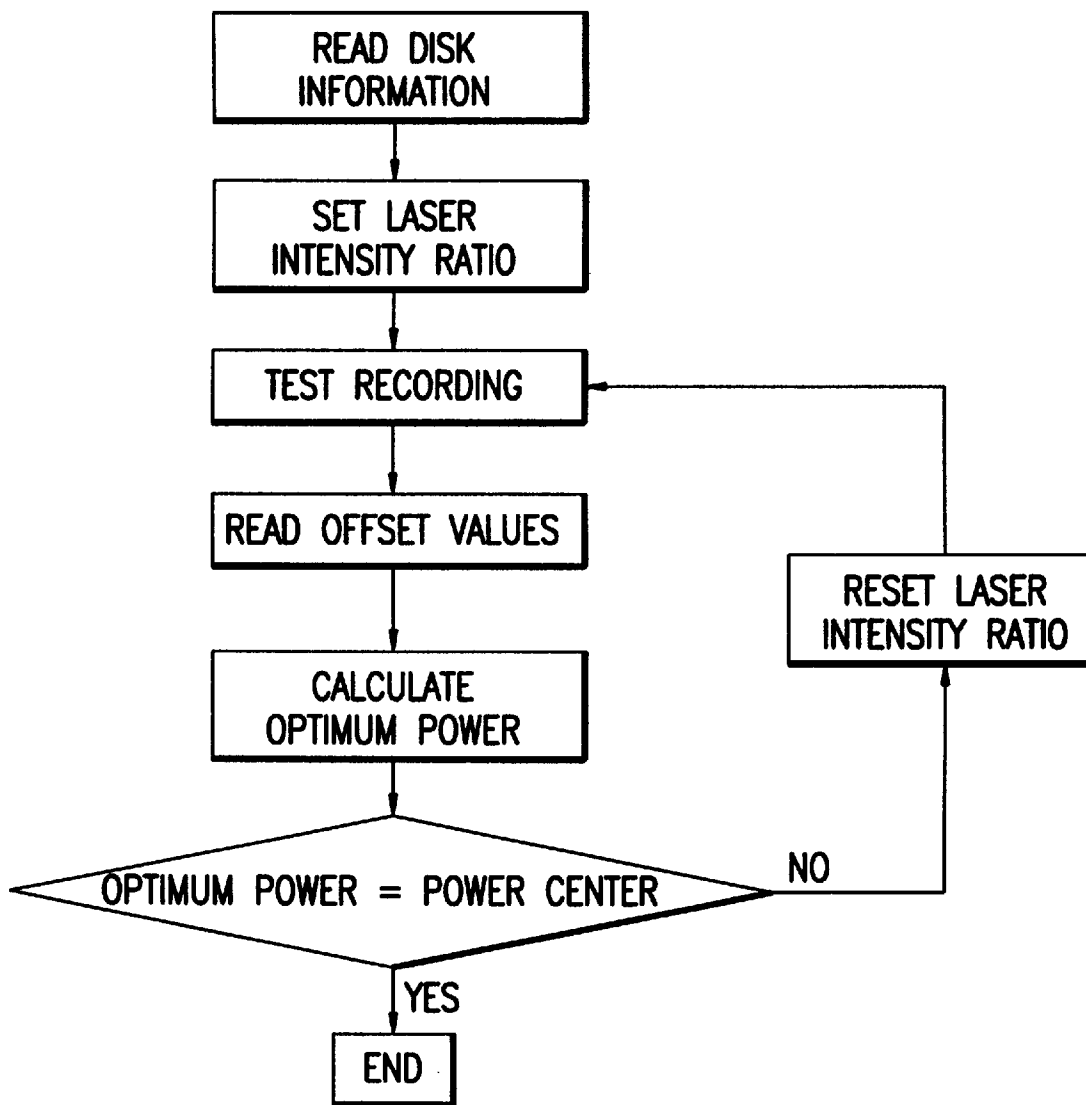 READ DISK
INFORMATION
SET LASER
INTENSITY RATIO
TEST RECORDING
READ OFFSET VALUES
RESET LASER
INTENSITY RATIO
CALCULATE
OPTIMUM POWER
OPTIMUM POWER = POWER CENTER
NO
YES
END